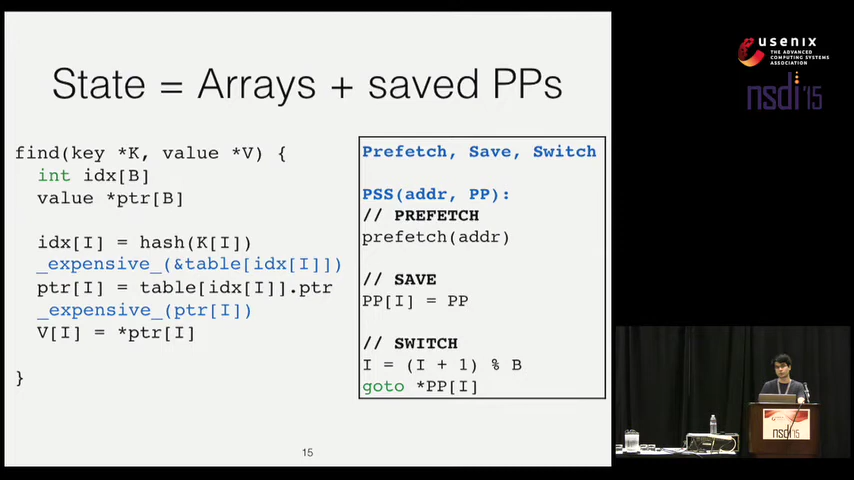 State = Arrays + saved PPs
find(key *K, value *V) {
int idx[B]
value *ptr[B]
idx[I] = hash(K[I])
_expensive_(&table[idx[I]])
ptr[I] = table[idx[I]].ptr
_expensive_(ptr[I])
V[I] = *ptr[I]
}
Prefetch, Save, Switch
PSS(addr, PP):
// PREFETCH
prefetch(addr)
// SAVE
PP[I] = PP
// SWITCH
I = (I + 1) % B
goto *PP[I]
15
usenix
THE ADVANCED
COMPUTING SYSTEMS
ASSOCIATION
nsdi '15
nsdi'15